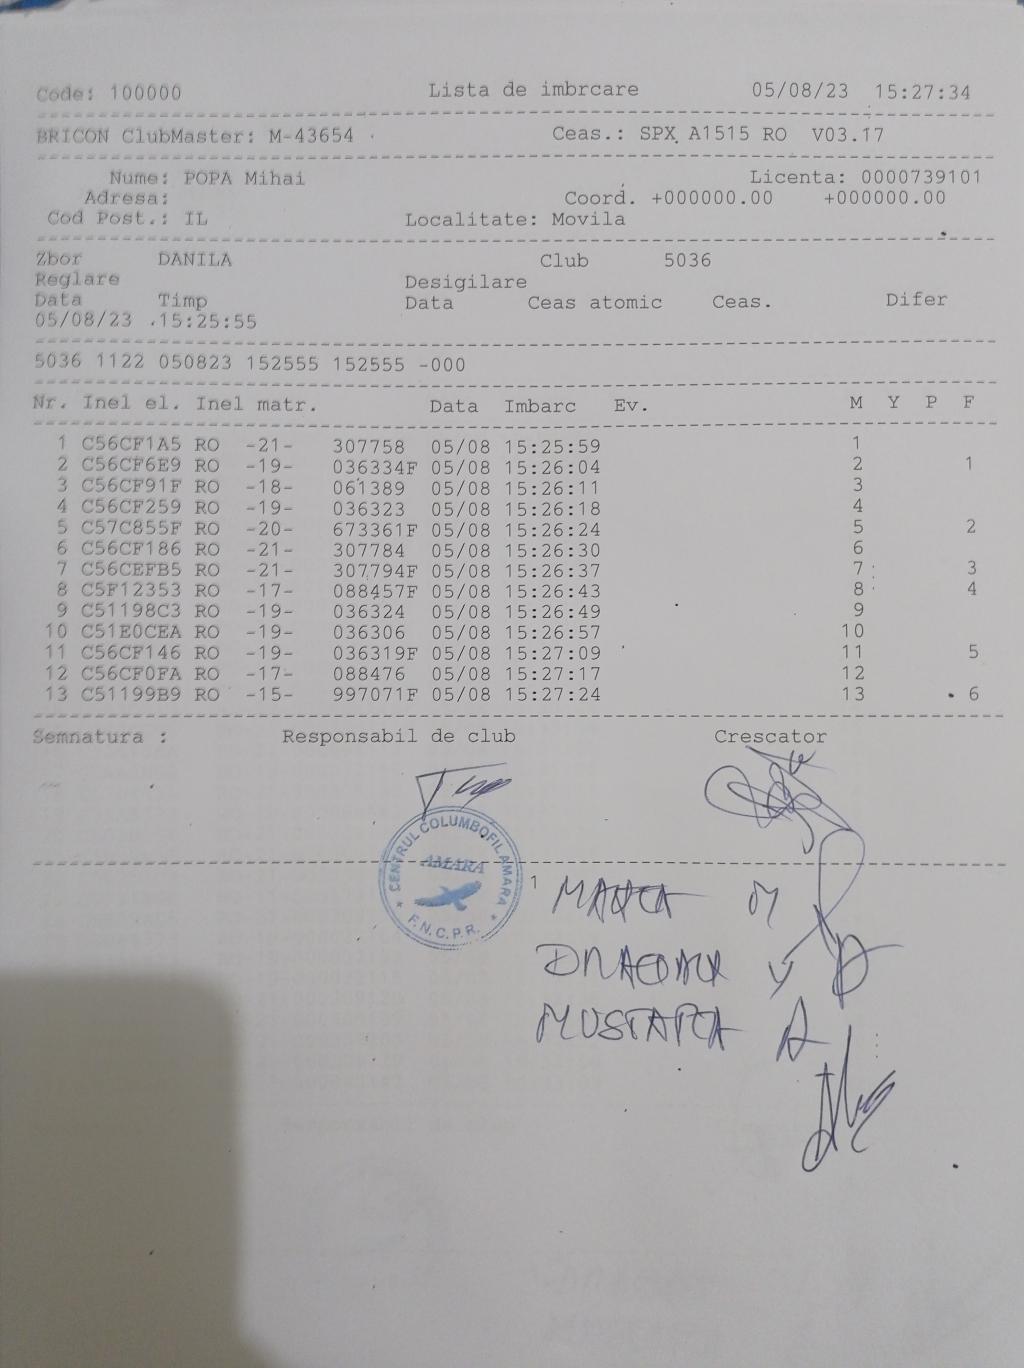 Code: 100000 Lista de imbrcare 05/08/23 15:27:34
BRICON ClubMaster: M-43654 Ceas.: SPX A1515 RO V03.17
Nume: POPA Mihai Licenta: 0000739101
Adresa: Coord. +000000.00 +000000.00
Cod Post.: IL Localitate: Movila
Zbor DANILA Club 5036
Reglare Desigilare
Data Timp Data Ceas atomic Ceas. Difer
05/08/23 15:25:55
5036 1122 050823 152555 152555 -000
Nr. Inel el. Inel matr. Data Imbarc Ev. M Y P F
1 C56CF1A5 RO -21- 307758 05/08 15:25:59 1
2 C56CF6E9 RO -19- 036334F 05/08 15:26:04 2 1
3 C56CF91F RO -18- 061389 05/08 15:26:11 3
4 C56CF259 RO -19- 036323 05/08 15:26:18 4
5 C57C855F RO -20- 673361F 05/08 15:26:24 5 2
6 C56CF186 RO -21- 307784 05/08 15:26:30 6
7 C56CEFB5 RO -21- 307794F 05/08 15:26:37 7 3
8 C5F12353 RO -17- 088457F 05/08 15:26:43 8 4
9 C51198C3 RO -19- 036324 05/08 15:26:49 9
10 C51E0CEA RO -19- 036306 05/08 15:26:57 10
11 C56CF146 RO -19- 036319F 05/08 15:27:09 11 5
12 C56CF0FA RO -17- 088476 05/08 15:27:17 12
13 C51199B9 RO -15- 997071F 05/08 15:27:24 13 6
Semnatura : Responsabil de club Crescator
CENTRUL COLUMBOFIL AMARA
AMARA
F.N.C.P.R.
1
M
MUSTAPEA A